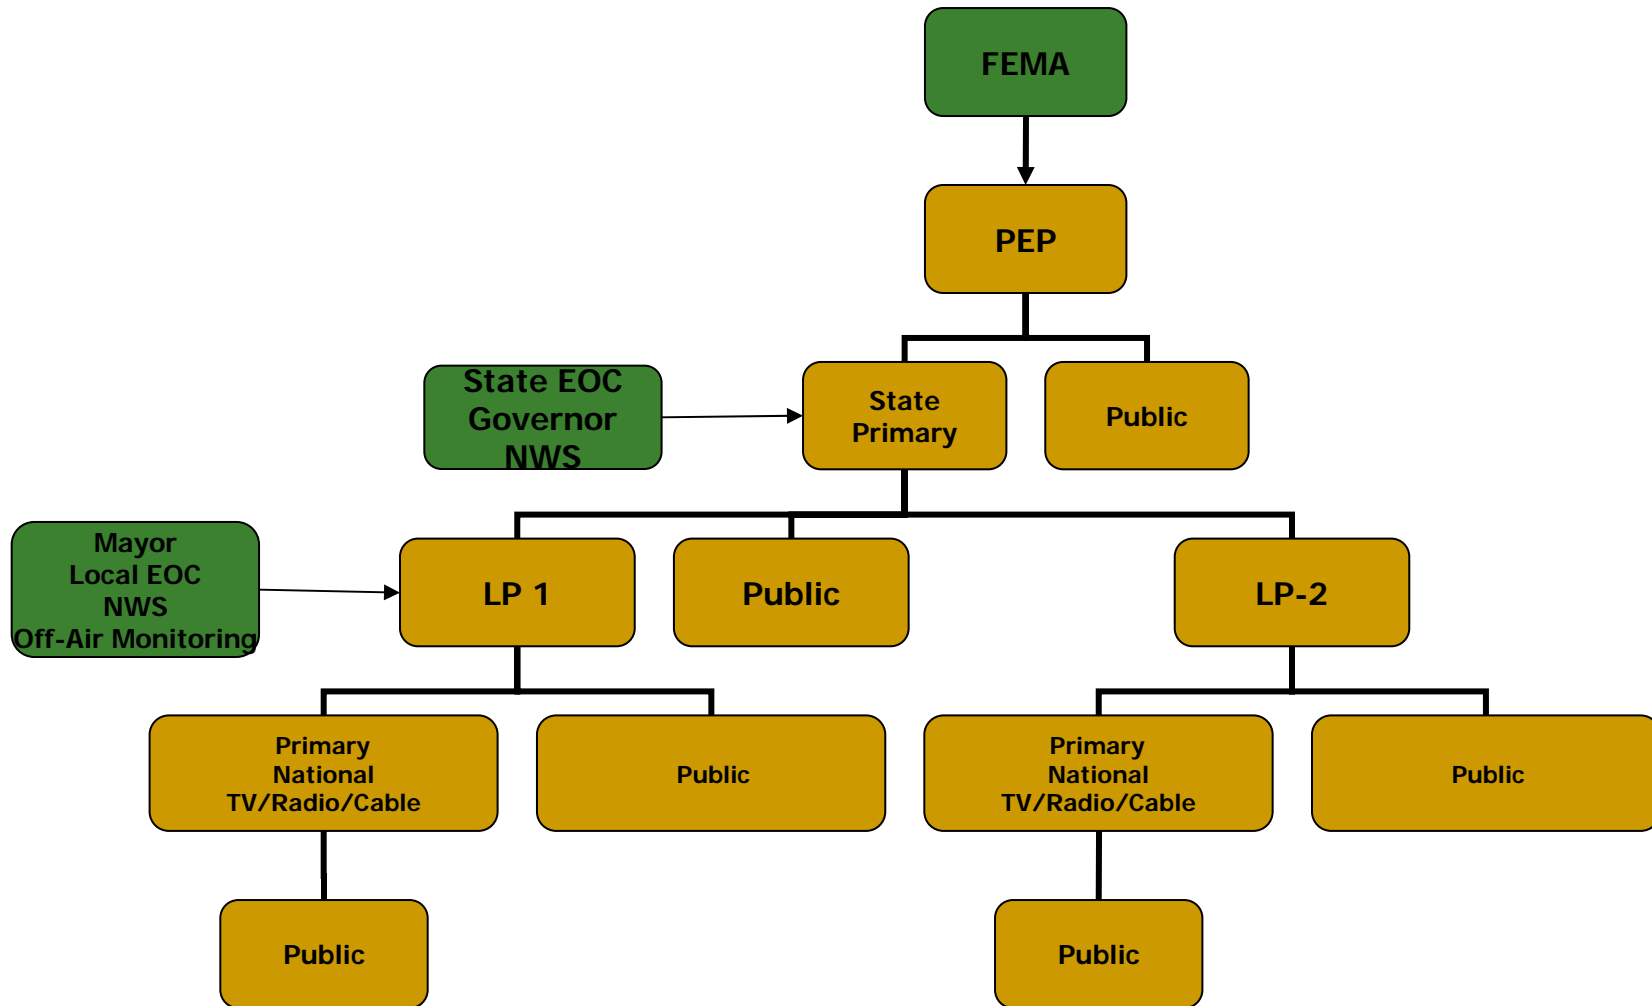 FEMA
PEP
State EOC
Governor
NWS
State
Primary
Public
Mayor
Local EOC
NWS
Off-Air Monitoring
LP 1
Public
LP-2
Primary
National
TV/Radio/Cable
Public
Primary
National
TV/Radio/Cable
Public
Public
Public